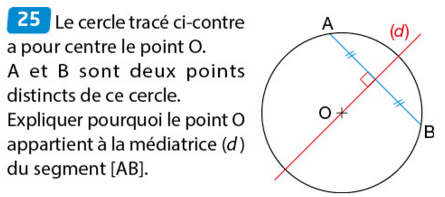 25 Le cercle tracé ci-contre
a pour centre le point O.
A et B sont deux points
distincts de ce cercle.
Expliquer pourquoi le point O
appartient à la médiatrice (d)
du segment [AB].
A
(d)
O
B